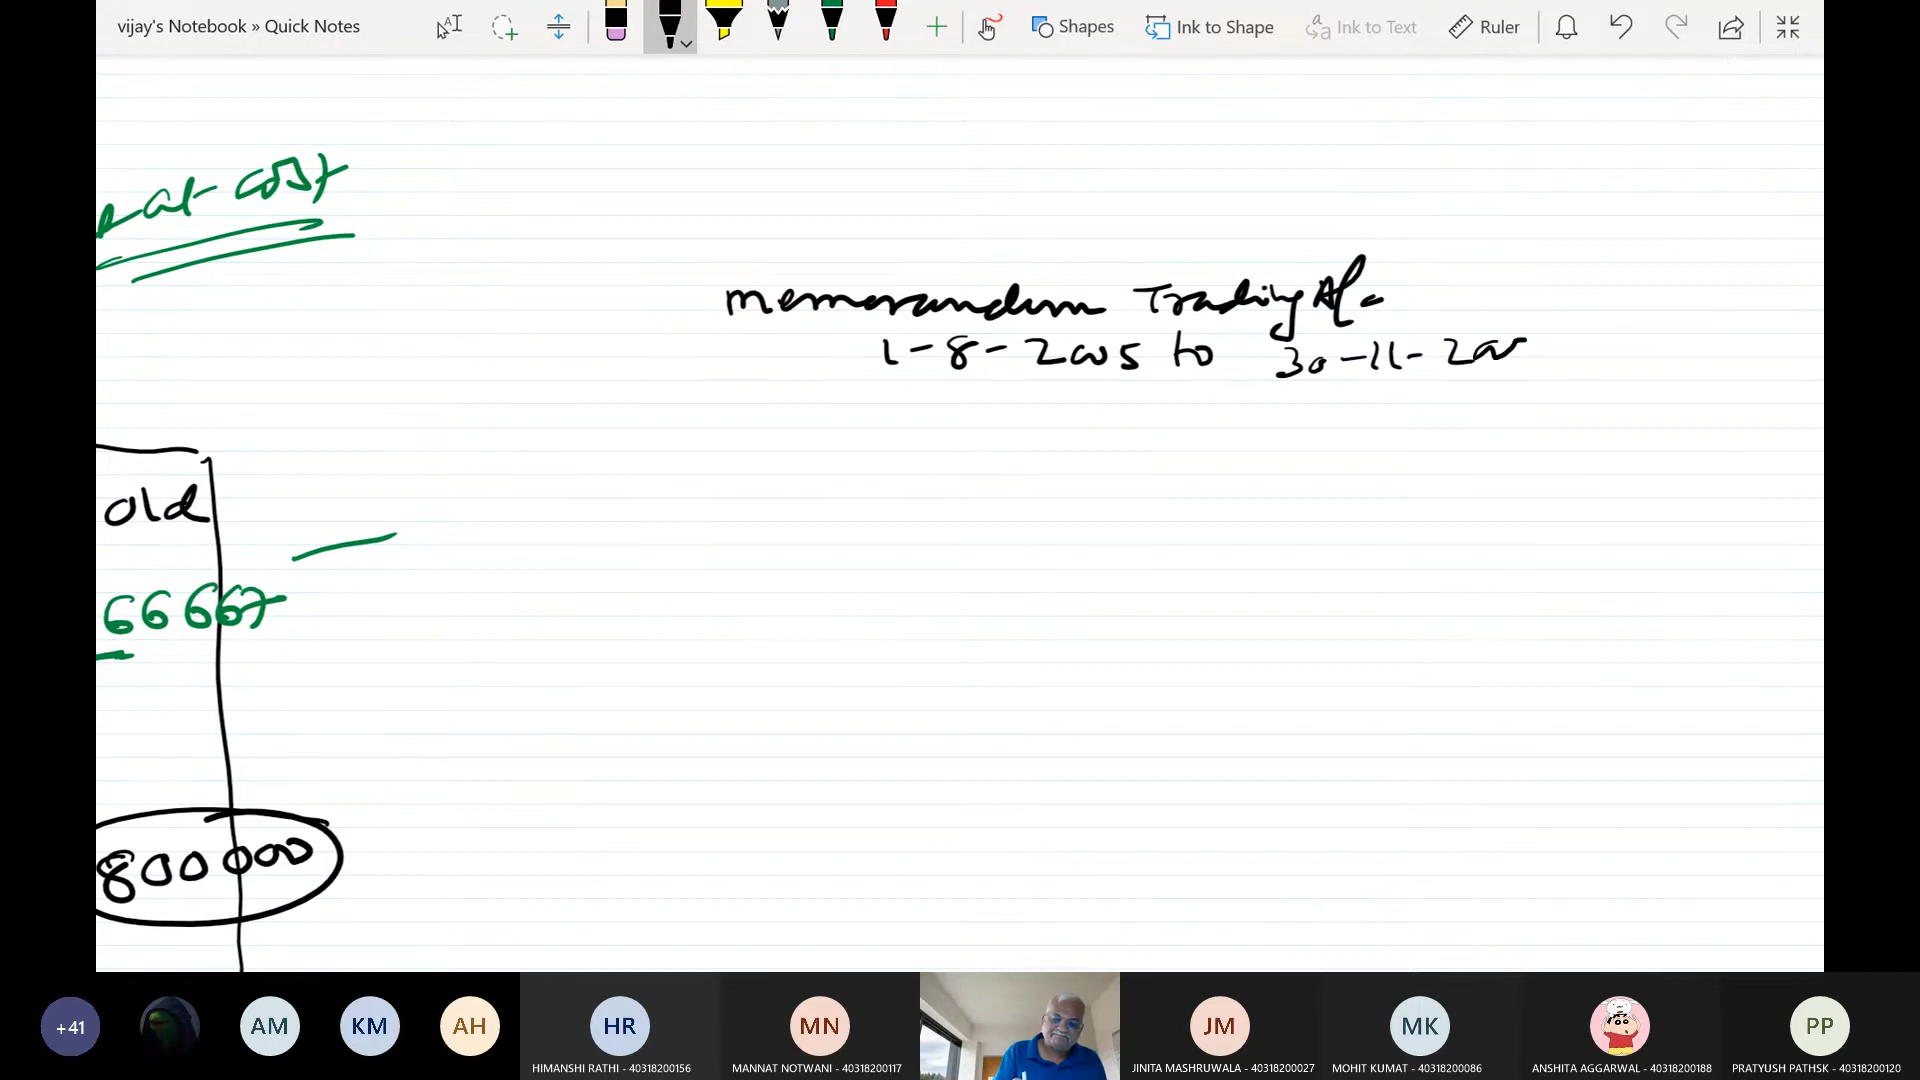 vijay's Notebook » Quick Notes
Shapes
Ink to Shape
Ink to Text
Ruler
at cost
memorandum Trading A/c
1-8-2005 to 30-11-200
old
66667
800000
+41
AM
KM
AH
HR
MN
JM
MK
PP
HIMANSHI RATHI - 40318200156
MANNAT NOTWANI - 40318200117
JINITA MASHRUWALA - 40318200027
MOHIT KUMAT - 40318200086
ANSHITA AGGARWAL - 40318200188
PRATYUSH PATHSK - 40318200120